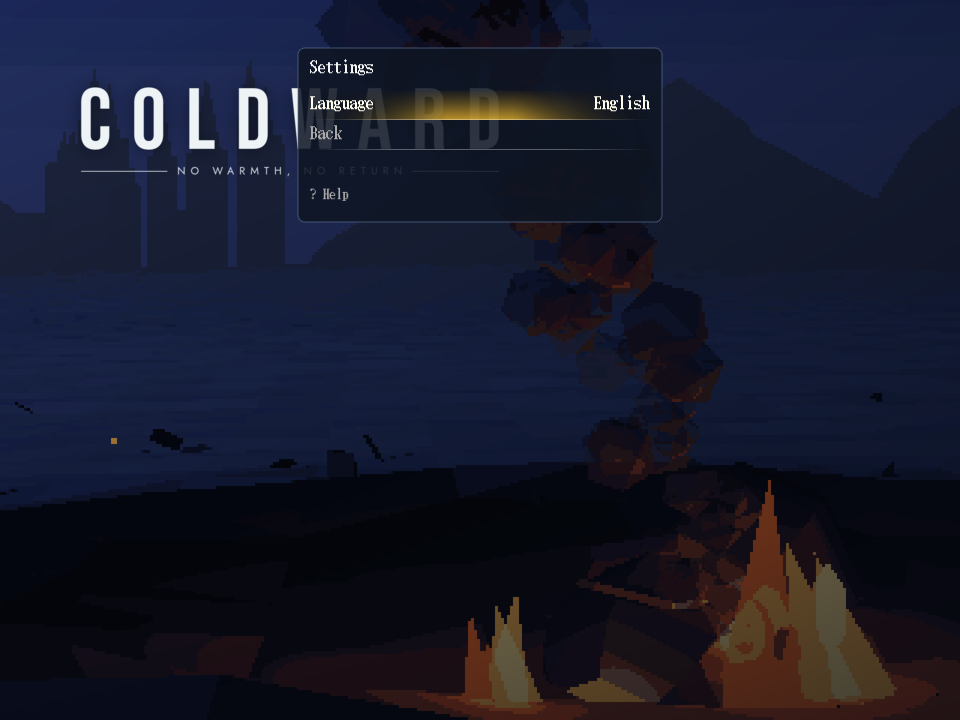 Settings
COLDWARD
Language English
Back
NO WARMTH, NO RETURN
? Help